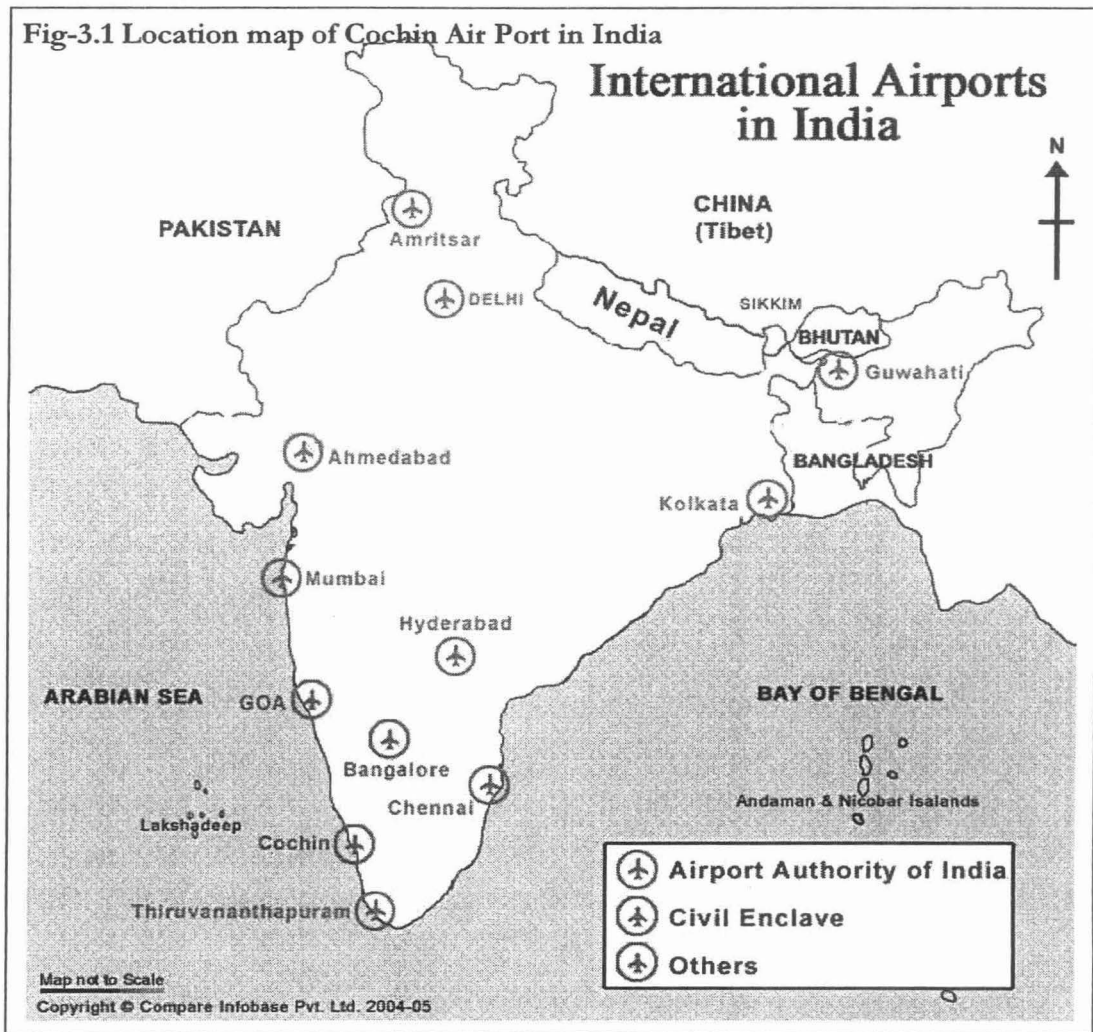 Fig-3.1 Location map of Cochin Air Port in India
International Airports
in India
N
CHINA
(Tibet)
PAKISTAN
Amritsar
DELHI
Nepal
SIKKIM
BHUTAN
Guwahati
Ahmedabad
BANGLADESH
Kolkata
Mumbai
Hyderabad
ARABIAN SEA
GOA
BAY OF BENGAL
Bangalore
Chennai
Andaman & Nicobar Isalands
Lakshadeep
Cochin
Thiruvananthapuram
Airport Authority of India
Civil Enclave
Others
Map not to Scale
Copyright © Compare Infobase Pvt. Ltd. 2004-05